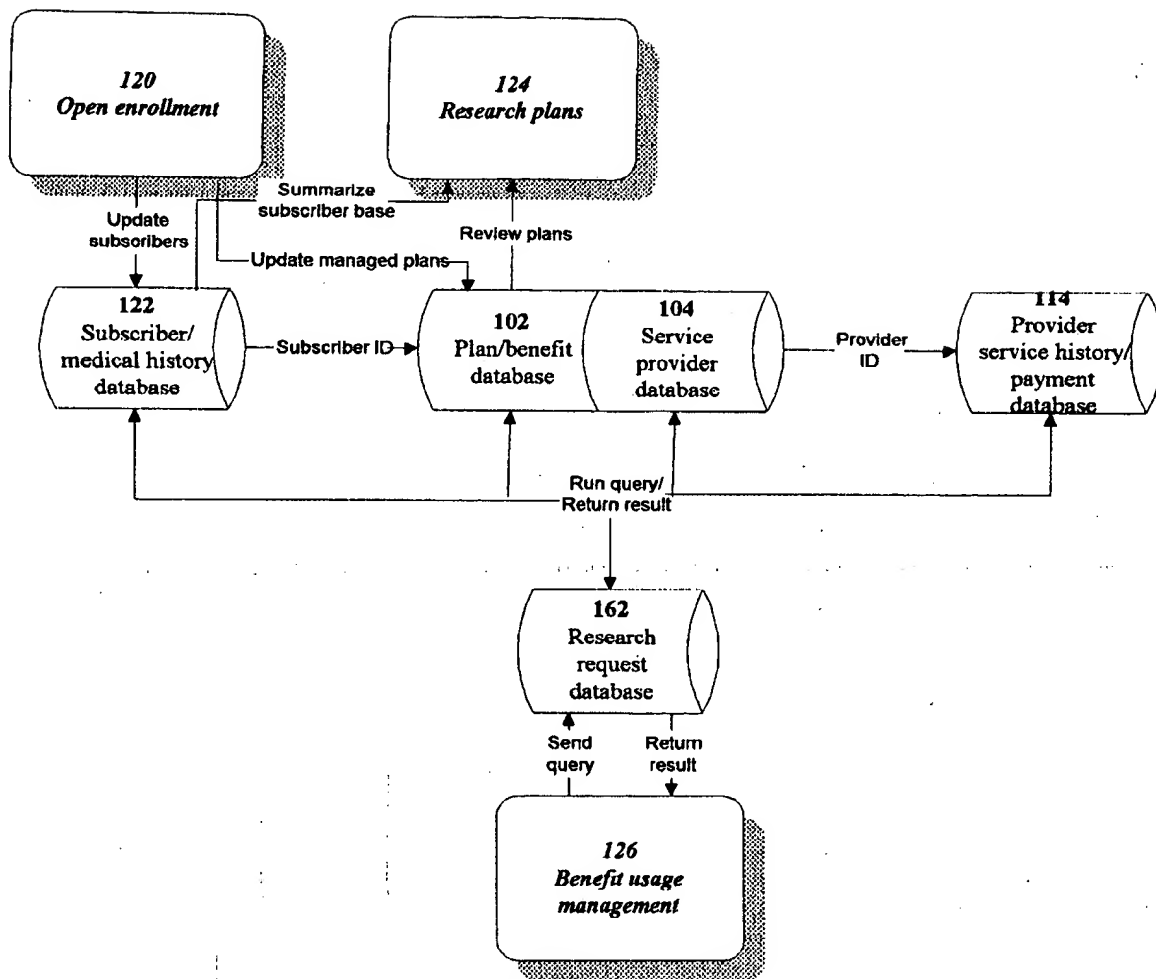 120
Open enrollment
124
Research plans
Summarize
subscriber base
Update
subscribers
Review plans
Update managed plans
122
Subscriber/
medical history
database
Subscriber ID
102
Plan/benefit
database
104
Service
provider
database
Provider
ID
114
Provider
service history/
payment
database
Run query/
Return result
162
Research
request
database
Send
query
Return
result
126
Benefit usage
management